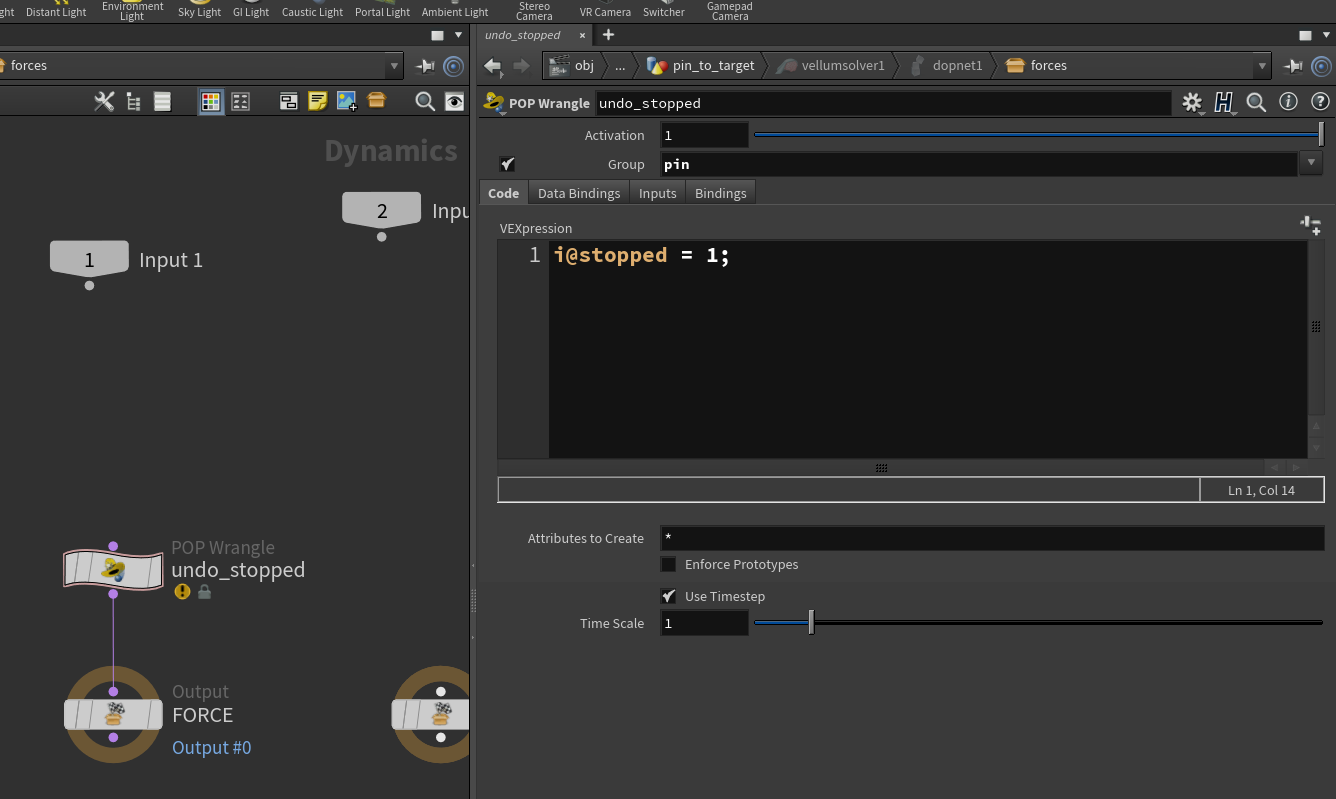 ght
Distant Light
Environment
Light
Sky Light
GI Light
Caustic Light
Portal Light
Ambient Light
Stereo
Camera
VR Camera
Switcher
Gamepad
Camera
forces
Dynamics
2
Inpu
1
Input 1
POP Wrangle
undo_stopped
Output
FORCE
Output #0
undo_stopped × +
obj
...
pin_to_target
vellumsolver1
dopnet1
forces
POP Wrangle
undo_stopped
Activation
1
Group
pin
Code
Data Bindings
Inputs
Bindings
VEXpression
1 i@stopped = 1;
Ln 1, Col 14
Attributes to Create
*
Enforce Prototypes
Use Timestep
Time Scale
1